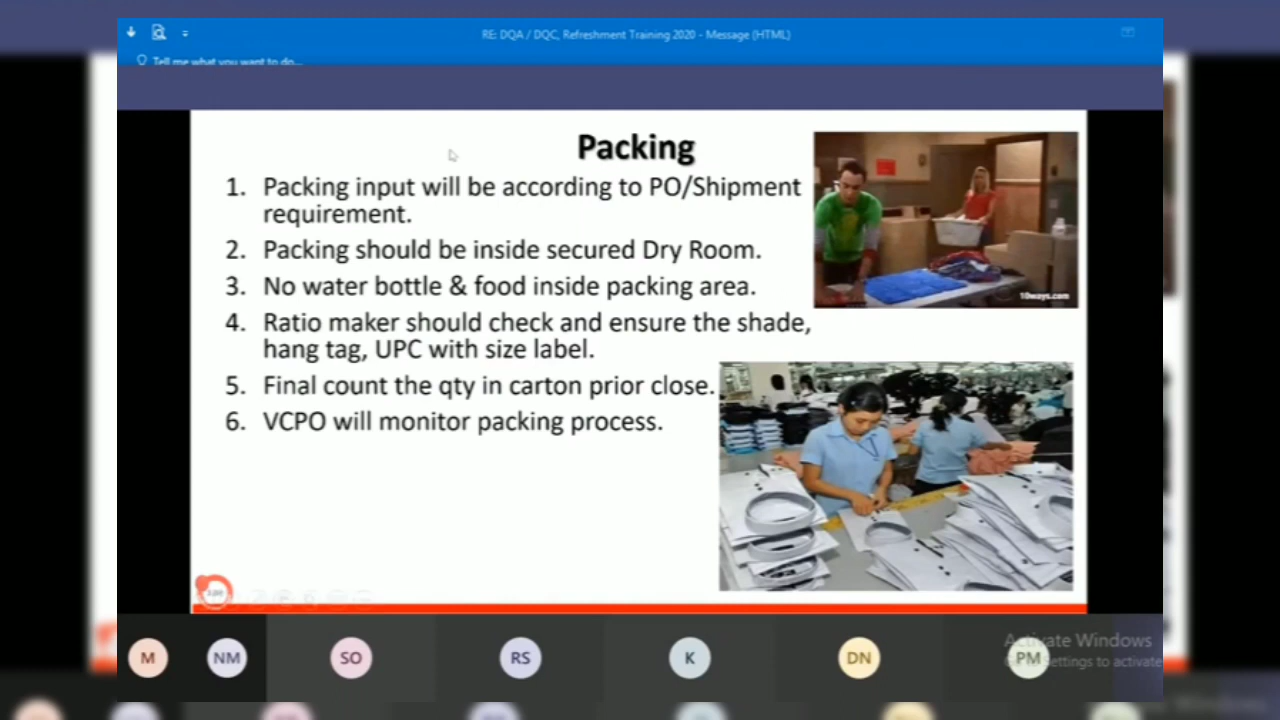 RE: DQA / DQC, Refreshment Training 2020 - Message (HTML)
Tell me what you want to do...
Packing
1. Packing input will be according to PO/Shipment
requirement.
2. Packing should be inside secured Dry Room.
3. No water bottle & food inside packing area.
4. Ratio maker should check and ensure the shade,
hang tag, UPC with size label.
5. Final count the qty in carton prior close.
6. VCPO will monitor packing process.
10ways.com
M NM SO RS K DN PM
Activate Windows
Settings to activate